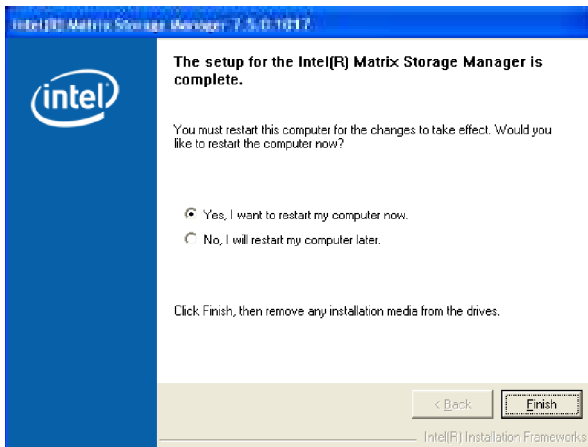 Intel(R) Matrix Storage Manager 7.5.0.1017
intel
The setup for the Intel(R) Matrix Storage Manager is
complete.
You must restart this computer for the changes to take effect. Would you
like to restart the computer now?
Yes, I want to restart my computer now.
No, I will restart my computer later.
Click Finish, then remove any installation media from the drives.
< Back
Finish
Intel(R) Installation Frameworks